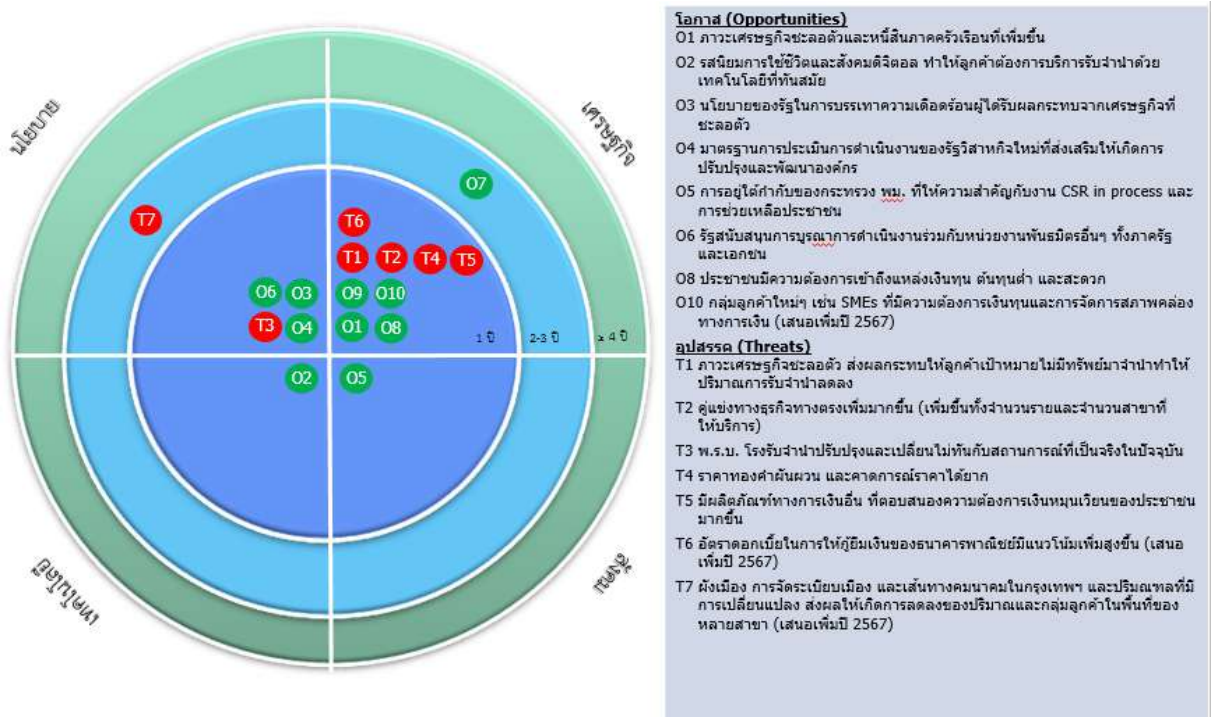 นโยบาย
เศรษฐกิจ
O7
T7
T6
T1 T2 T4 T5
O6 O3 O9 O10
T3 O4 O1 O8
1 ปี 2-3 ปี ≥ 4 ปี
O2 O5
เทคโนโลยี
สังคม
โอกาส (Opportunities)
O1 ภาวะเศรษฐกิจชะลอตัวและหนี้สินภาคครัวเรือนที่เพิ่มขึ้น
O2 รสนิยมการใช้ชีวิตและสังคมดิจิตอล ทำให้ลูกค้าต้องการบริการรับจำนำด้วย
เทคโนโลยีที่ทันสมัย
O3 นโยบายของรัฐในการบรรเทาความเดือดร้อนผู้ได้รับผลกระทบจากเศรษฐกิจที่
ชะลอตัว
O4 มาตรฐานการประเมินการดำเนินงานของรัฐวิสาหกิจใหม่ที่ส่งเสริมให้เกิดการ
ปรับปรุงและพัฒนาองค์กร
O5 การอยู่ใต้กำกับของกระทรวง พม. ที่ให้ความสำคัญกับงาน CSR in process และ
การช่วยเหลือประชาชน
O6 รัฐสนับสนุนการบูรณาการดำเนินงานร่วมกับหน่วยงานพันธมิตรอื่นๆ ทั้งภาครัฐ
และเอกชน
O8 ประชาชนมีความต้องการเข้าถึงแหล่งเงินทุน ต้นทุนต่ำ และสะดวก
O10 กลุ่มลูกค้าใหม่ๆ เช่น SMEs ที่มีความต้องการเงินทุนและการจัดการสภาพคล่อง
ทางการเงิน (เสนอเพิ่มปี 2567)
อุปสรรค (Threats)
T1 ภาวะเศรษฐกิจชะลอตัว ส่งผลกระทบให้ลูกค้าเป้าหมายไม่มีทรัพย์มาจำนำทำให้
ปริมาณการรับจำนำลดลง
T2 คู่แข่งทางธุรกิจทางตรงเพิ่มมากขึ้น (เพิ่มขึ้นทั้งจำนวนรายและจำนวนสาขาที่
ให้บริการ)
T3 พ.ร.บ. โรงรับจำนำปรับปรุงและเปลี่ยนไม่ทันกับสถานการณ์ที่เป็นจริงในปัจจุบัน
T4 ราคาทองคำผันผวน และคาดการณ์ราคาได้ยาก
T5 มีผลิตภัณฑ์ทางการเงินอื่น ที่ตอบสนองความต้องการเงินหมุนเวียนของประชาชน
มากขึ้น
T6 อัตราดอกเบี้ยในการให้กู้ยืมเงินของธนาคารพาณิชย์มีแนวโน้มเพิ่มสูงขึ้น (เสนอ
เพิ่มปี 2567)
T7 ผังเมือง การจัดระเบียบเมือง และเส้นทางคมนาคมในกรุงเทพฯ และปริมณฑลที่มี
การเปลี่ยนแปลง ส่งผลให้เกิดการลดลงของปริมาณและกลุ่มลูกค้าในพื้นที่ของ
หลายสาขา (เสนอเพิ่มปี 2567)